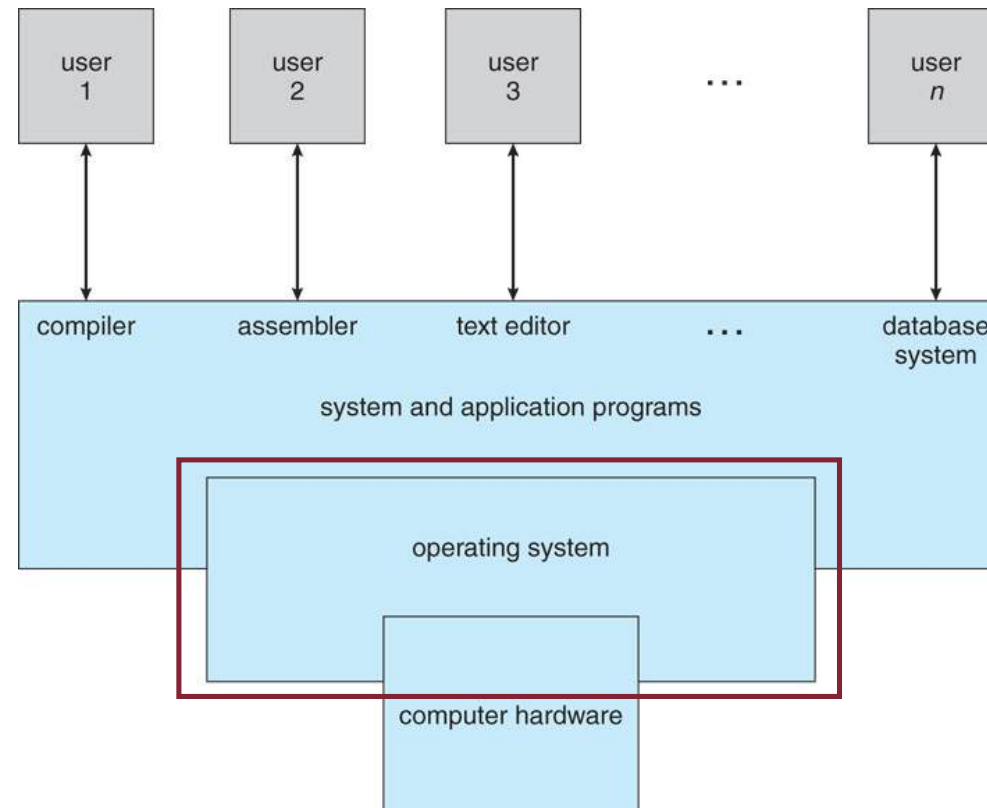 user
1
user
2
user
3
...
user
n
compiler
assembler
text editor
...
database
system
system and application programs
operating system
computer hardware